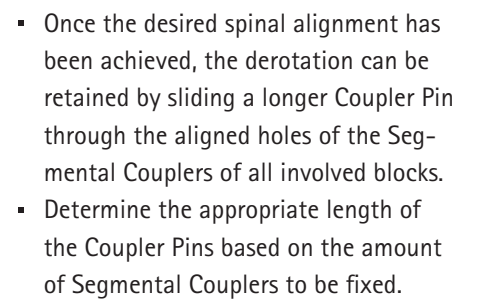 ▪ Once the desired spinal alignment has
been achieved, the derotation can be
retained by sliding a longer Coupler Pin
through the aligned holes of the Seg-
mental Couplers of all involved blocks.
▪ Determine the appropriate length of
the Coupler Pins based on the amount
of Segmental Couplers to be fixed.